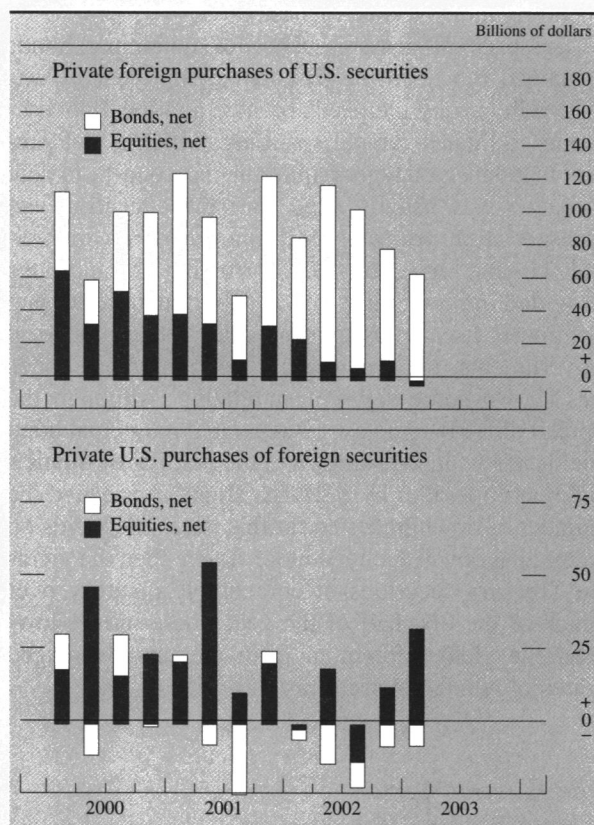 Billions of dollars
Private foreign purchases of U.S. securities
Bonds, net
Equities, net
180
160
140
120
100
80
60
40
20
+
0
–
Private U.S. purchases of foreign securities
Bonds, net
Equities, net
75
50
25
+
0
–
2000 2001 2002 2003